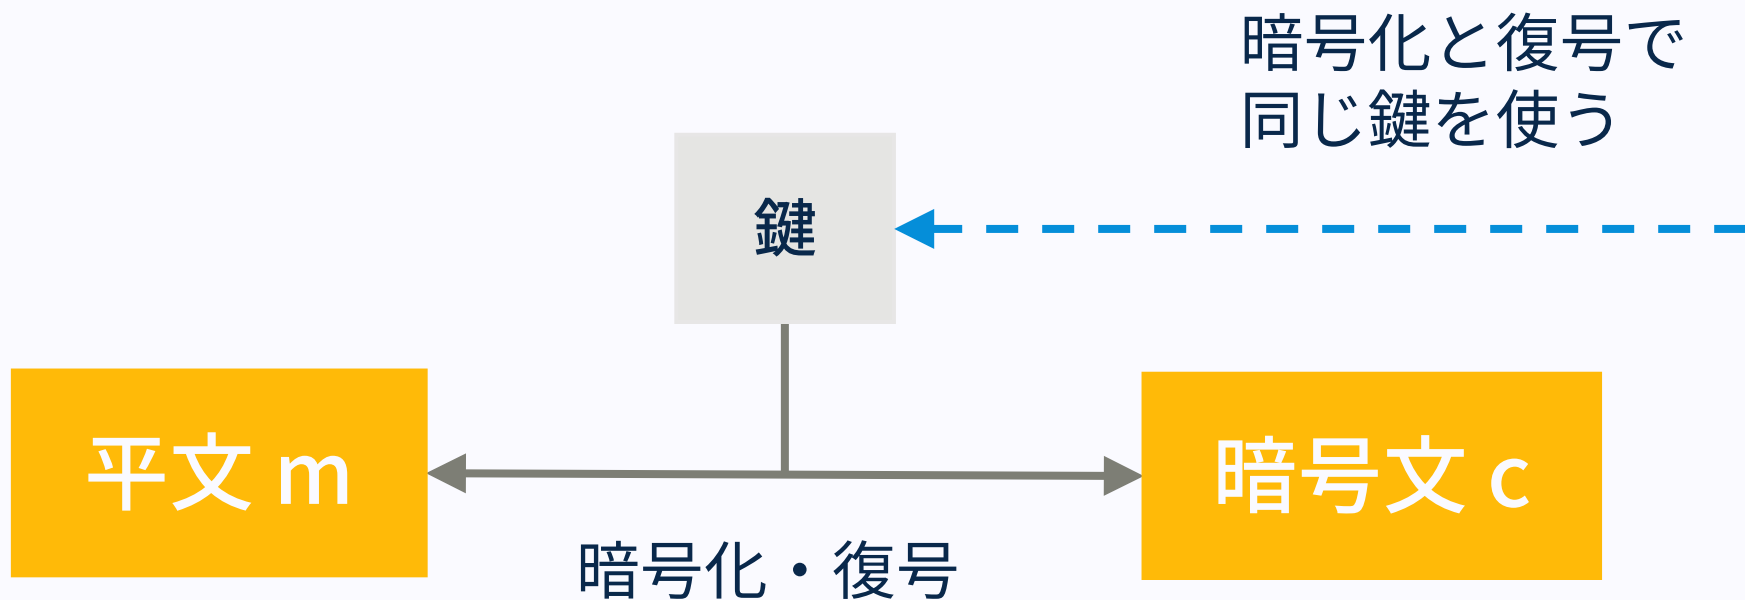 暗号化と復号で
同じ鍵を使う
鍵
平文 m
暗号文 c
暗号化・復号